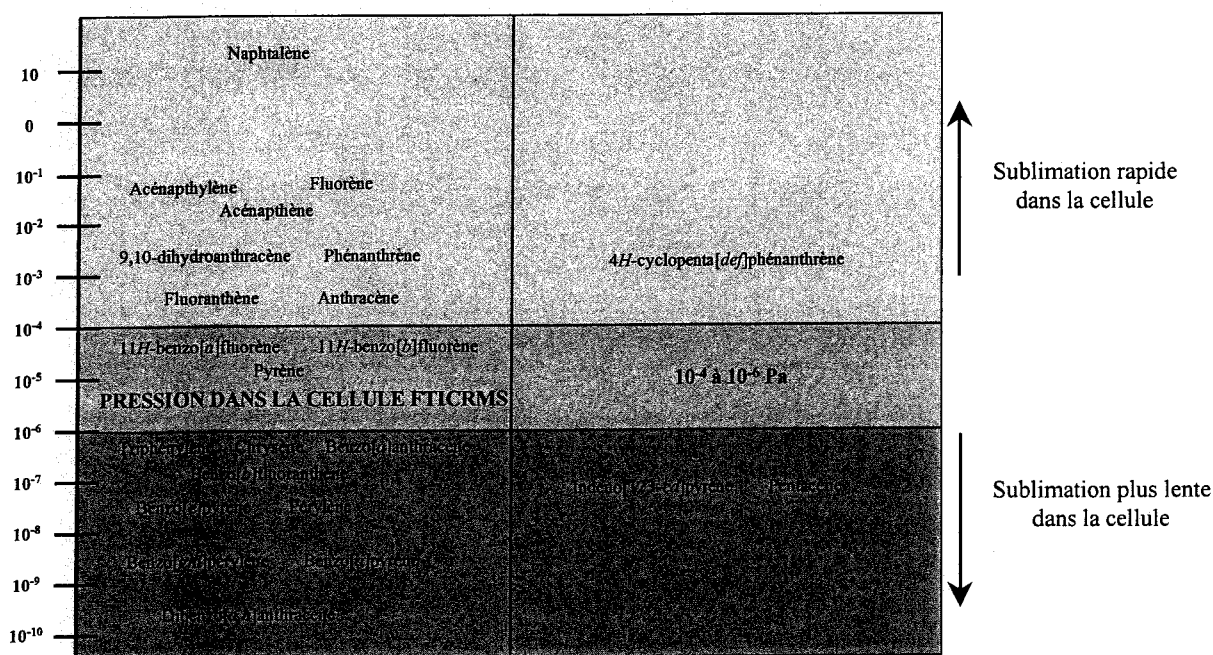 Naphtalène
10
0
10-1
Acénapthylène Fluorène
Acénapthène
10-2
9,10-dihydroanthracène Phénanthrène 4H-cyclopenta[def]phénanthrène
10-3
Fluoranthène Anthracène
10-4
11H-benzo[a]fluorène 11H-benzo[b]fluorène
Pyrène
10-5
10-4 à 10-6 Pa
PRESSION DANS LA CELLULE FTICRMS
10-6
Chrysène
10-7
Pentacène
Pérylène
10-8
10-9
10-10
Sublimation rapide
dans la cellule
Sublimation plus lente
dans la cellule